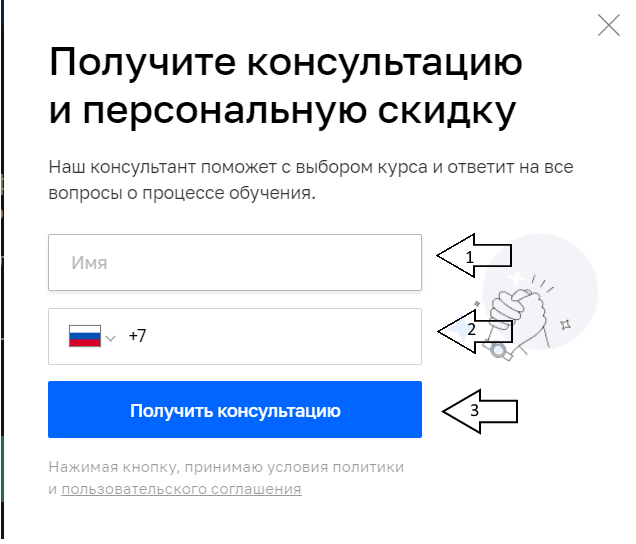 Получите консультацию
и персональную скидку
Наш консультант поможет с выбором курса и ответит на все
вопросы о процессе обучения.
Имя
1
+7
2
Получить консультацию
3
Нажимая кнопку, принимаю условия политики
и пользовательского соглашения